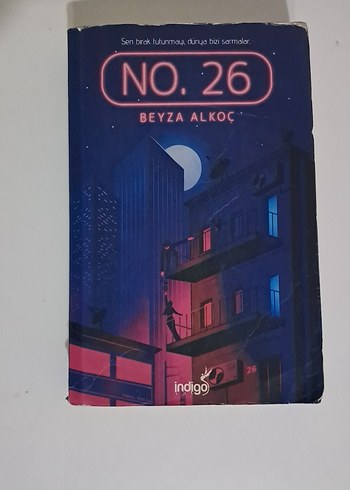 Sen bırak tutunmayı, dünya bizi sarmalar.
NO. 26
BEYZA ALKOÇ
26
indigo